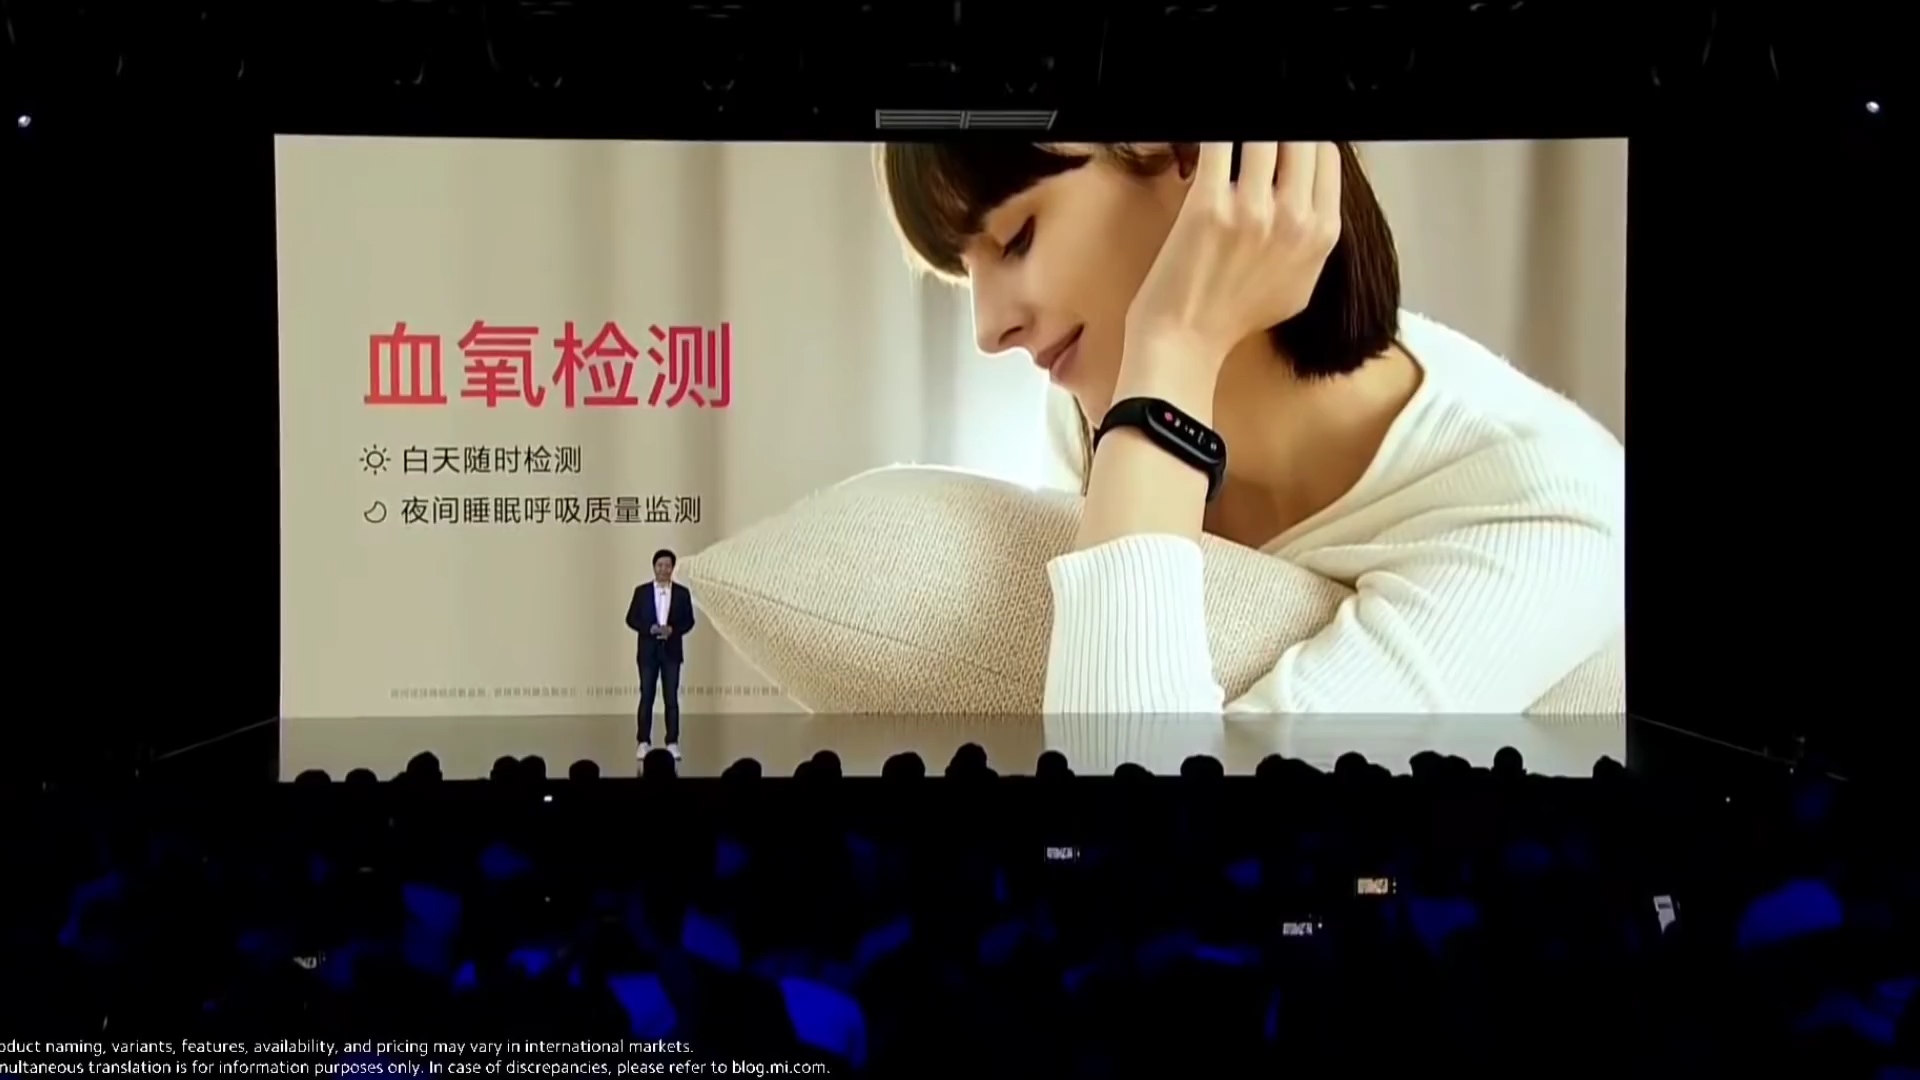 血氧检测
白天随时检测
夜间睡眠呼吸质量监测
oduct naming, variants, features, availability, and pricing may vary in international markets.
multaneous translation is for information purposes only. In case of discrepancies, please refer to blog.mi.com.